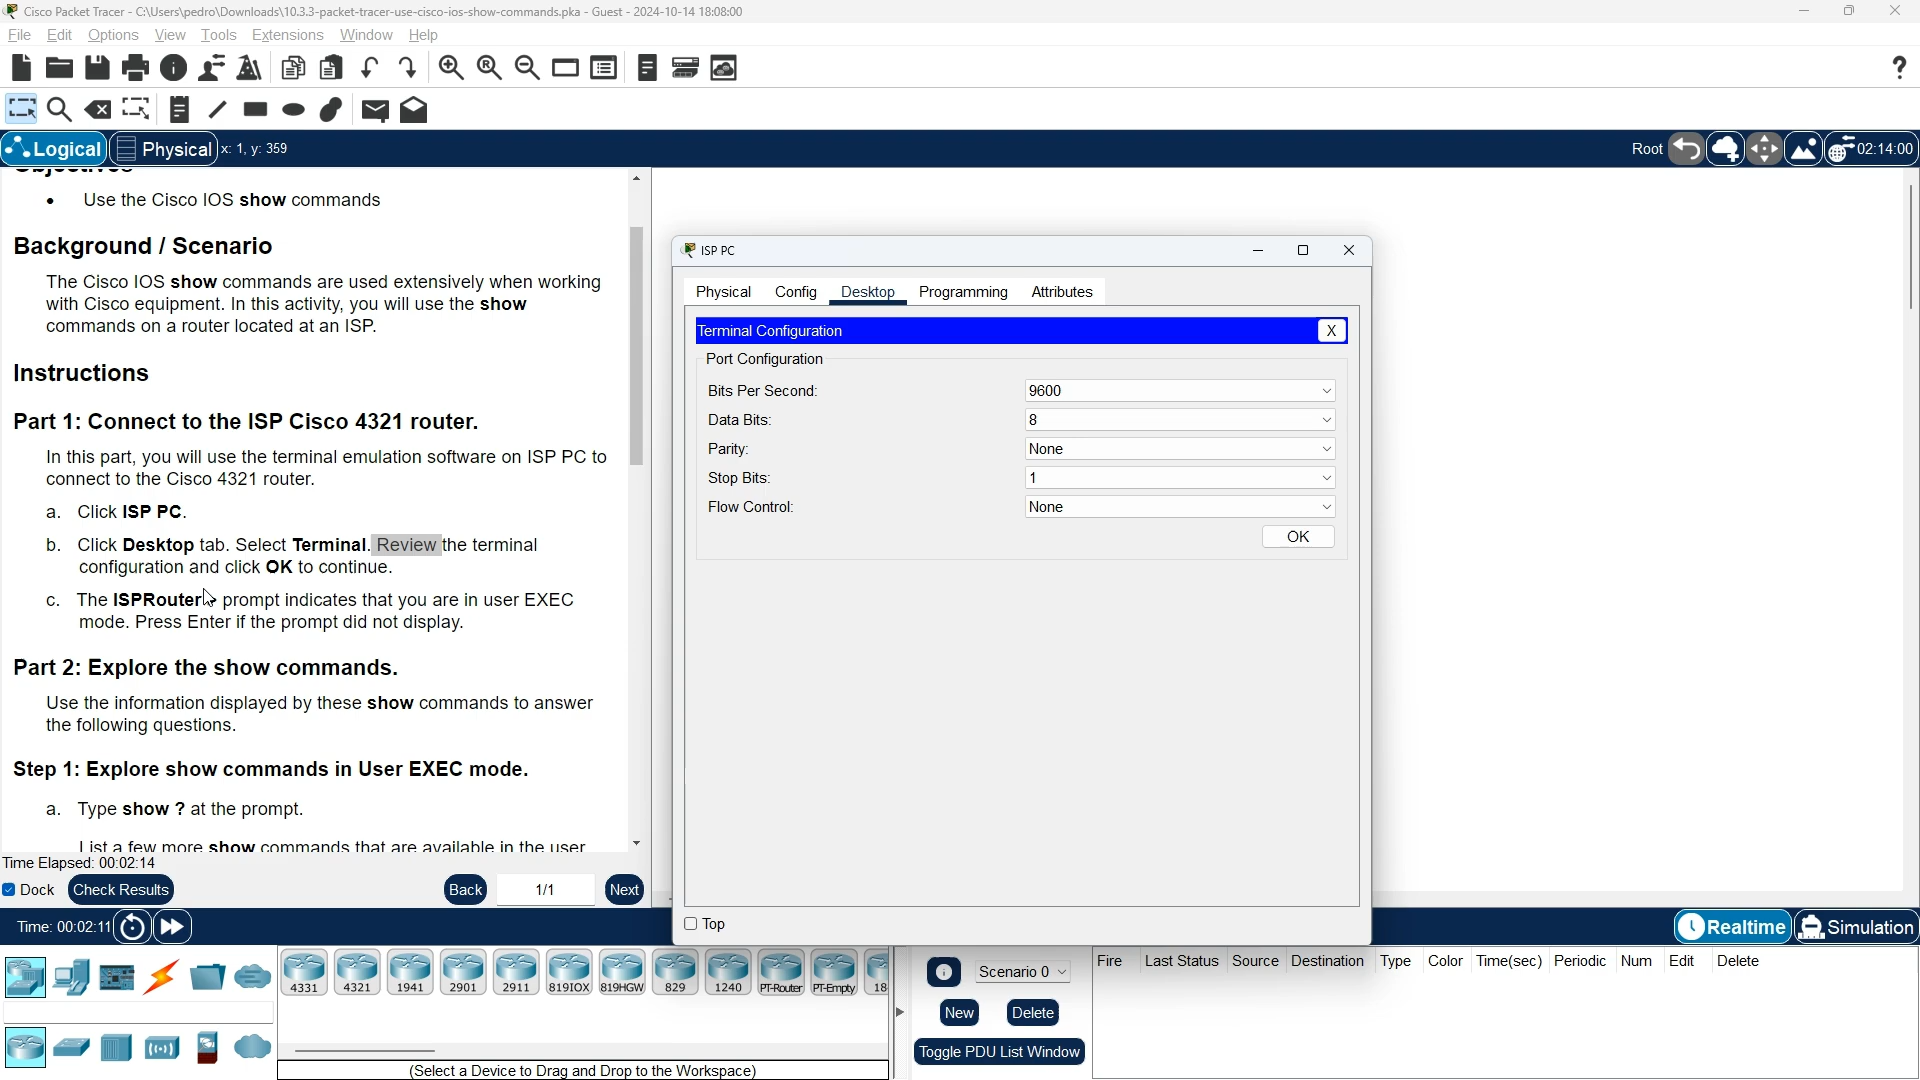 Cisco Packet Tracer - C:\Users\pedro\Downloads\10.3.3-packet-tracer-use-cisco-ios-show-commands.pka - Guest - 2024-10-14 18:08:00
File Edit Options View Tools Extensions Window Help
Logical Physical x: 1, y: 359 Root 02:14:00
Objectives
• Use the Cisco IOS show commands
Background / Scenario
The Cisco IOS show commands are used extensively when working
with Cisco equipment. In this activity, you will use the show
commands on a router located at an ISP.
Instructions
Part 1: Connect to the ISP Cisco 4321 router.
In this part, you will use the terminal emulation software on ISP PC to
connect to the Cisco 4321 router.
a. Click ISP PC.
b. Click Desktop tab. Select Terminal. Review the terminal
configuration and click OK to continue.
c. The ISPRouter> prompt indicates that you are in user EXEC
mode. Press Enter if the prompt did not display.
Part 2: Explore the show commands.
Use the information displayed by these show commands to answer
the following questions.
Step 1: Explore show commands in User EXEC mode.
a. Type show ? at the prompt.
List a few more show commands that are available in the user
Time Elapsed: 00:02:14
Dock Check Results Back 1/1 Next
ISP PC
Physical Config Desktop Programming Attributes
Terminal Configuration X
Port Configuration
Bits Per Second: 9600
Data Bits: 8
Parity: None
Stop Bits: 1
Flow Control: None
OK
Top
Time: 00:02:11 Realtime Simulation
4331 4321 1941 2901 2911 819IOX 819HGW 829 1240 PT-Router PT-Empty 18
(Select a Device to Drag and Drop to the Workspace)
Scenario 0
New Delete
Toggle PDU List Window
Fire Last Status Source Destination Type Color Time(sec) Periodic Num Edit Delete